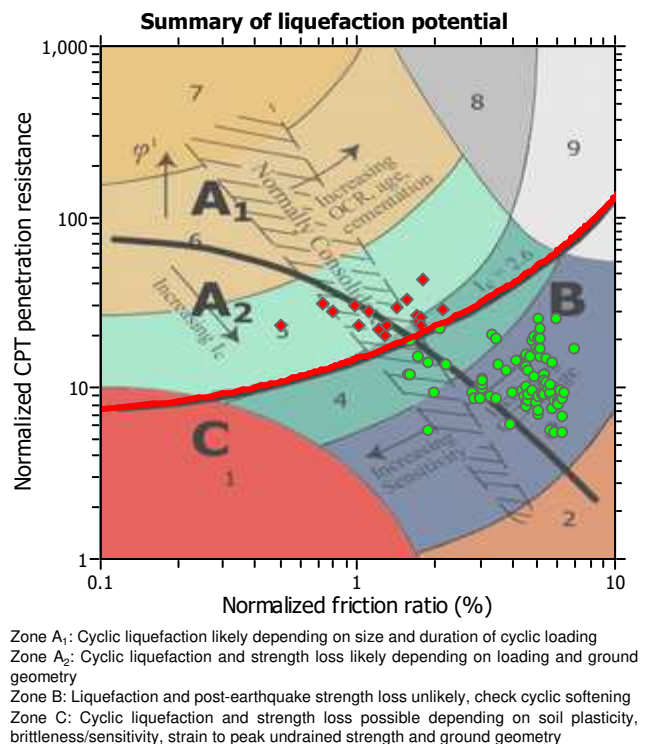 Summary of liquefaction potential
Normalized CPT penetration resistance
1,000
100
10
1
7
8
9
φ'
A1
Increasing
OCR, age,
cementation
Normally Consolid
6
A2
Increasing Ic
5
Ic = 2.6
B
4
C
1
Increasing
Sensitivity
2
0.1
1
10
Normalized friction ratio (%)
Zone A1: Cyclic liquefaction likely depending on size and duration of cyclic loading
Zone A2: Cyclic liquefaction and strength loss likely depending on loading and ground
geometry
Zone B: Liquefaction and post-earthquake strength loss unlikely, check cyclic softening
Zone C: Cyclic liquefaction and strength loss possible depending on soil plasticity,
brittleness/sensitivity, strain to peak undrained strength and ground geometry